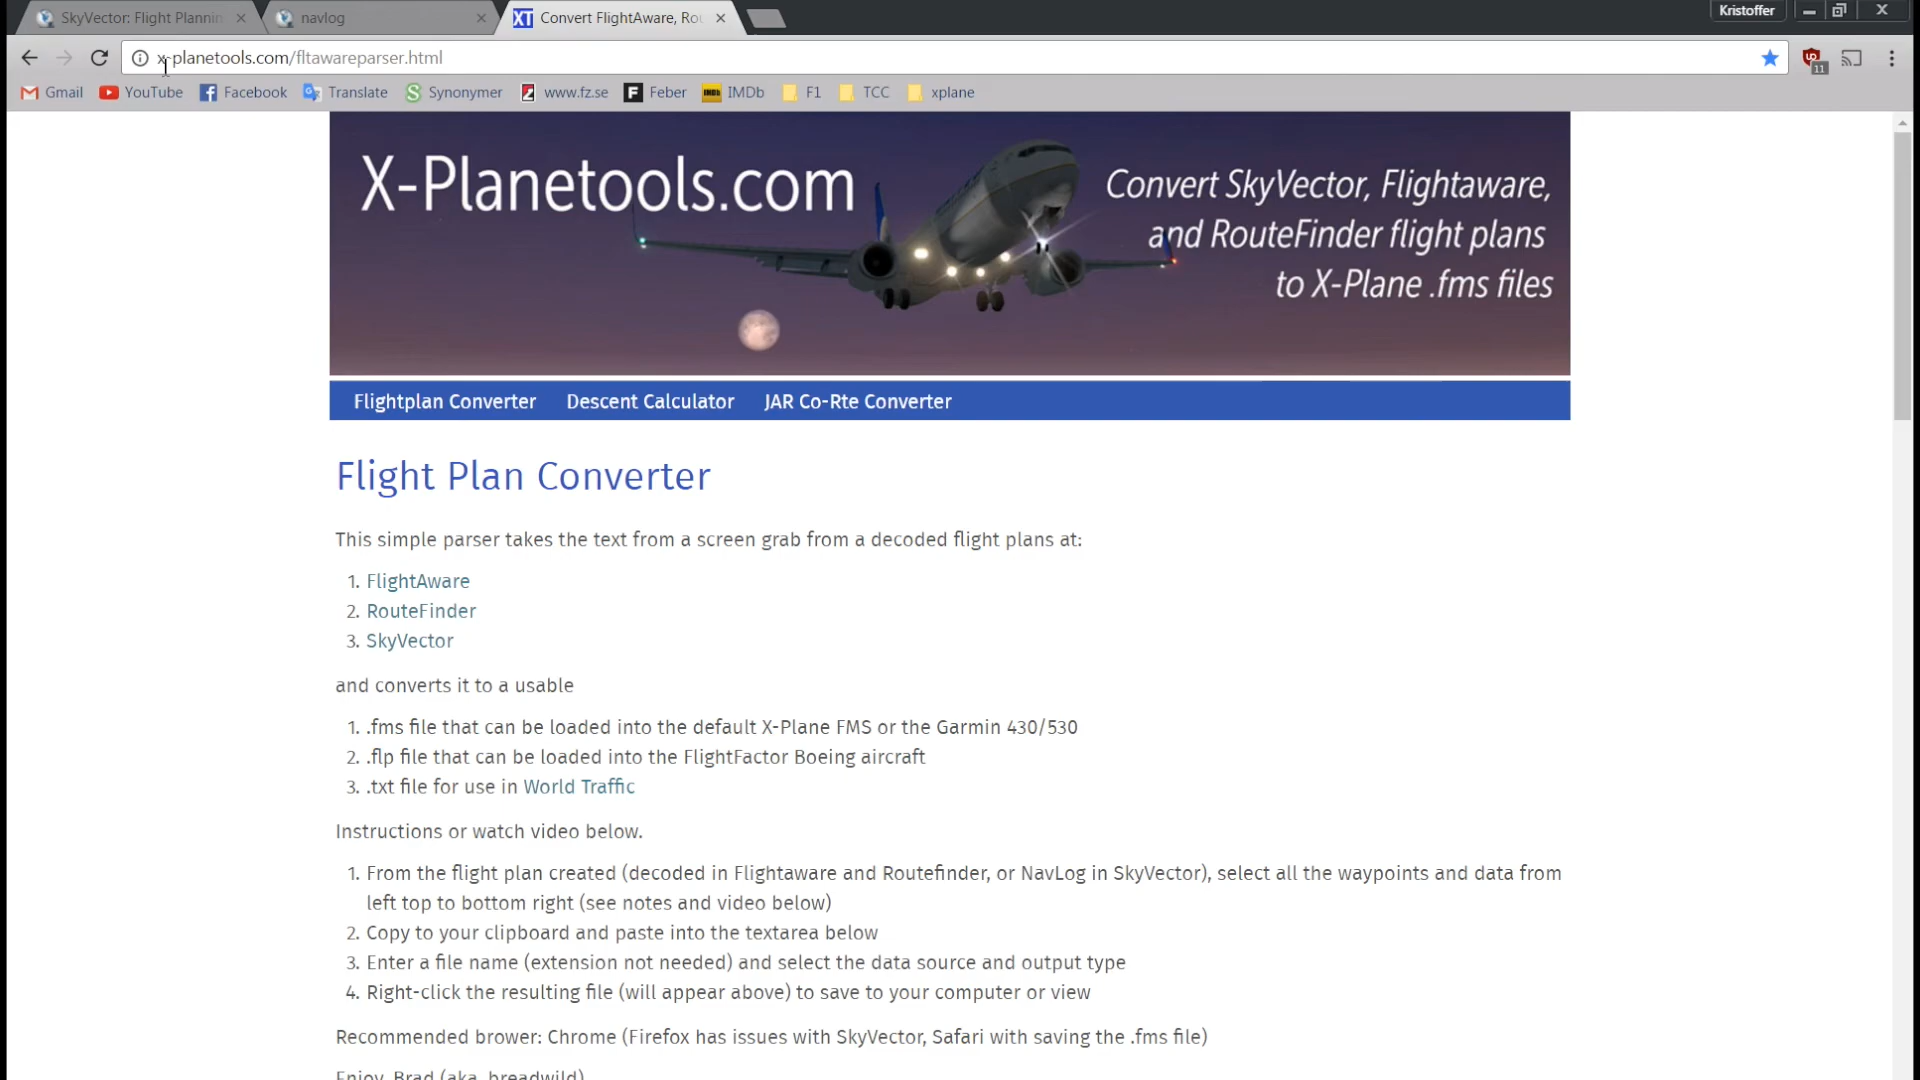 SkyVector: Flight Plannin
navlog
XT Convert FlightAware, Rou
Kristoffer
x-planetools.com/fltawareparser.html
11
Gmail YouTube Facebook Translate Synonymer www.fz.se Feber IMDb F1 TCC xplane
X-Planetools.com
Convert SkyVector, Flightaware,
and RouteFinder flight plans
to X-Plane .fms files
Flightplan Converter Descent Calculator JAR Co-Rte Converter
Flight Plan Converter
This simple parser takes the text from a screen grab from a decoded flight plans at:
1. FlightAware
2. RouteFinder
3. SkyVector
and converts it to a usable
1. .fms file that can be loaded into the default X-Plane FMS or the Garmin 430/530
2. .flp file that can be loaded into the FlightFactor Boeing aircraft
3. .txt file for use in World Traffic
Instructions or watch video below.
1. From the flight plan created (decoded in Flightaware and Routefinder, or NavLog in SkyVector), select all the waypoints and data from
left top to bottom right (see notes and video below)
2. Copy to your clipboard and paste into the textarea below
3. Enter a file name (extension not needed) and select the data source and output type
4. Right-click the resulting file (will appear above) to save to your computer or view
Recommended brower: Chrome (Firefox has issues with SkyVector, Safari with saving the .fms file)
Enjoy, Brad (aka, breadwild)